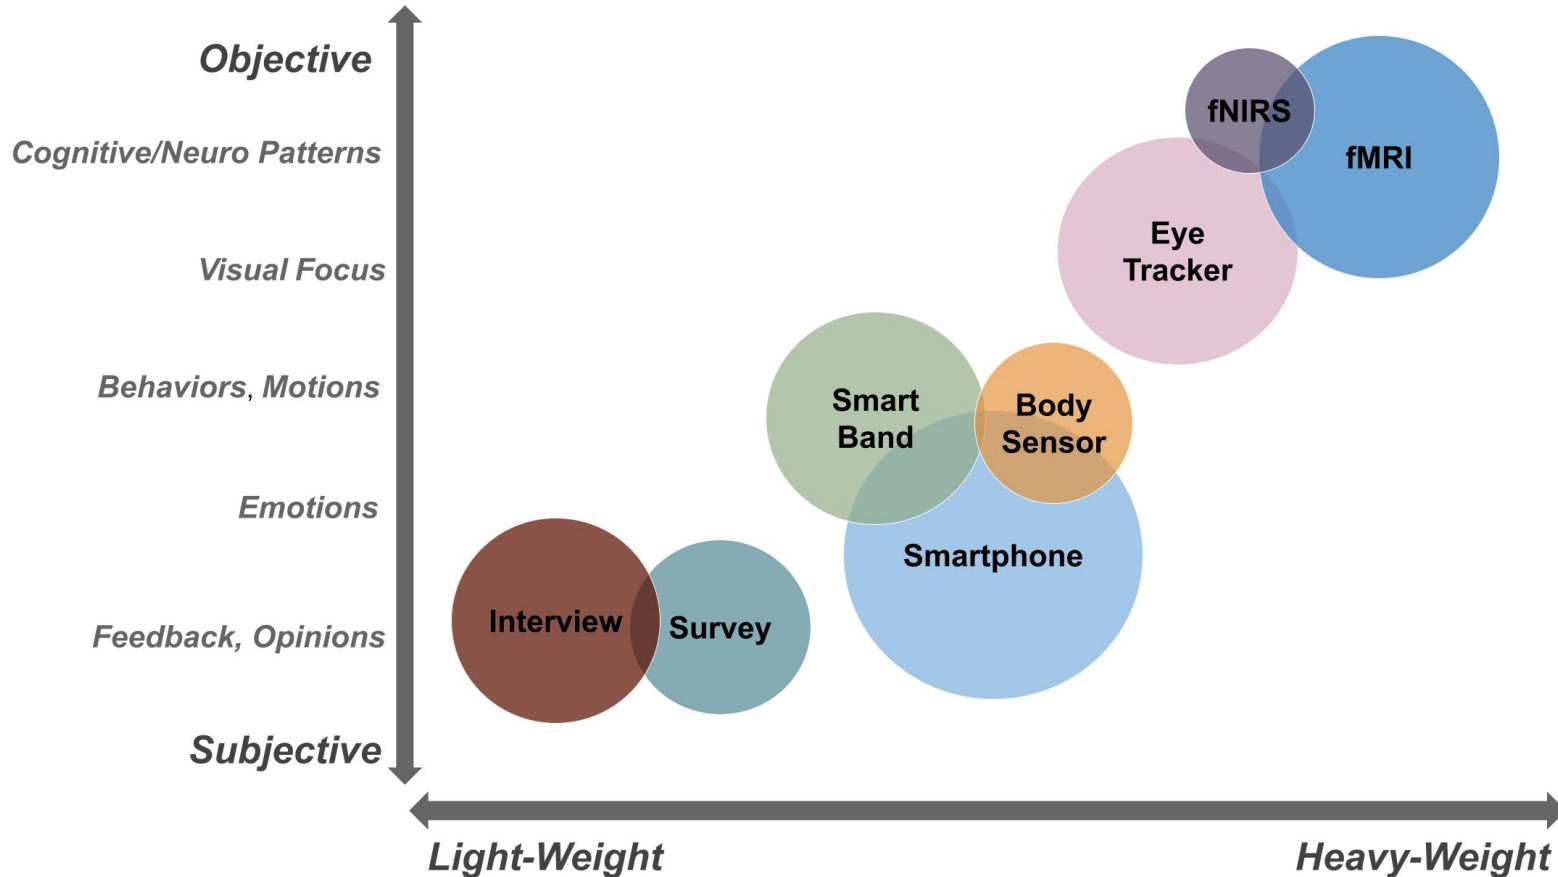 Objective
Cognitive/Neuro Patterns
Visual Focus
Behaviors, Motions
Emotions
Feedback, Opinions
Subjective
fNIRS
fMRI
Eye
Tracker
Smart
Band
Body
Sensor
Smartphone
Interview
Survey
Light-Weight
Heavy-Weight